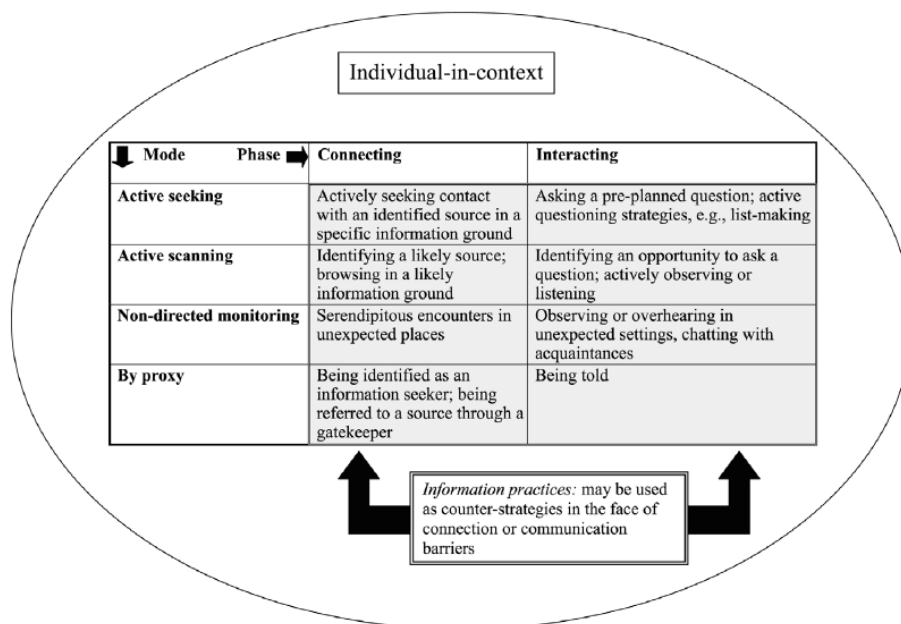 Individual-in-context
Mode Phase Connecting Interacting
Active seeking
Actively seeking contact
with an identified source in a
specific information ground
Asking a pre-planned question; active
questioning strategies, e.g., list-making
Active scanning
Identifying a likely source;
browsing in a likely
information ground
Identifying an opportunity to ask a
question; actively observing or
listening
Non-directed monitoring
Serendipitous encounters in
unexpected places
Observing or overhearing in
unexpected settings, chatting with
acquaintances
By proxy
Being identified as an
information seeker; being
referred to a source through a
gatekeeper
Being told
Information practices: may be used
as counter-strategies in the face of
connection or communication
barriers